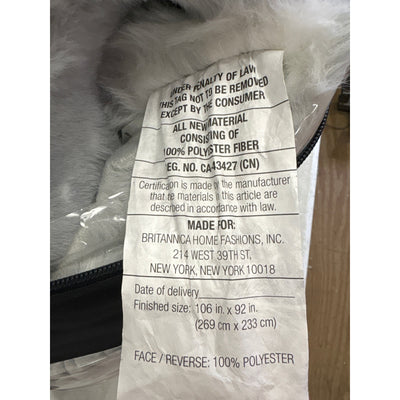 UNDER PENALTY OF LAW
THIS TAG NOT TO BE REMOVED
EXCEPT BY THE CONSUMER
ALL NEW MATERIAL
CONSISTING OF
100% POLYESTER FIBER
REG. NO. CA-43427 (CN)
Certification is made by the manufacturer
that the materials in this article are
described in accordance with law.
MADE FOR:
BRITANNICA HOME FASHIONS, INC.
214 WEST 39TH ST.
NEW YORK, NEW YORK 10018
Date of delivery
Finished size: 106 in. x 92 in.
(269 cm x 233 cm)
FACE / REVERSE: 100% POLYESTER